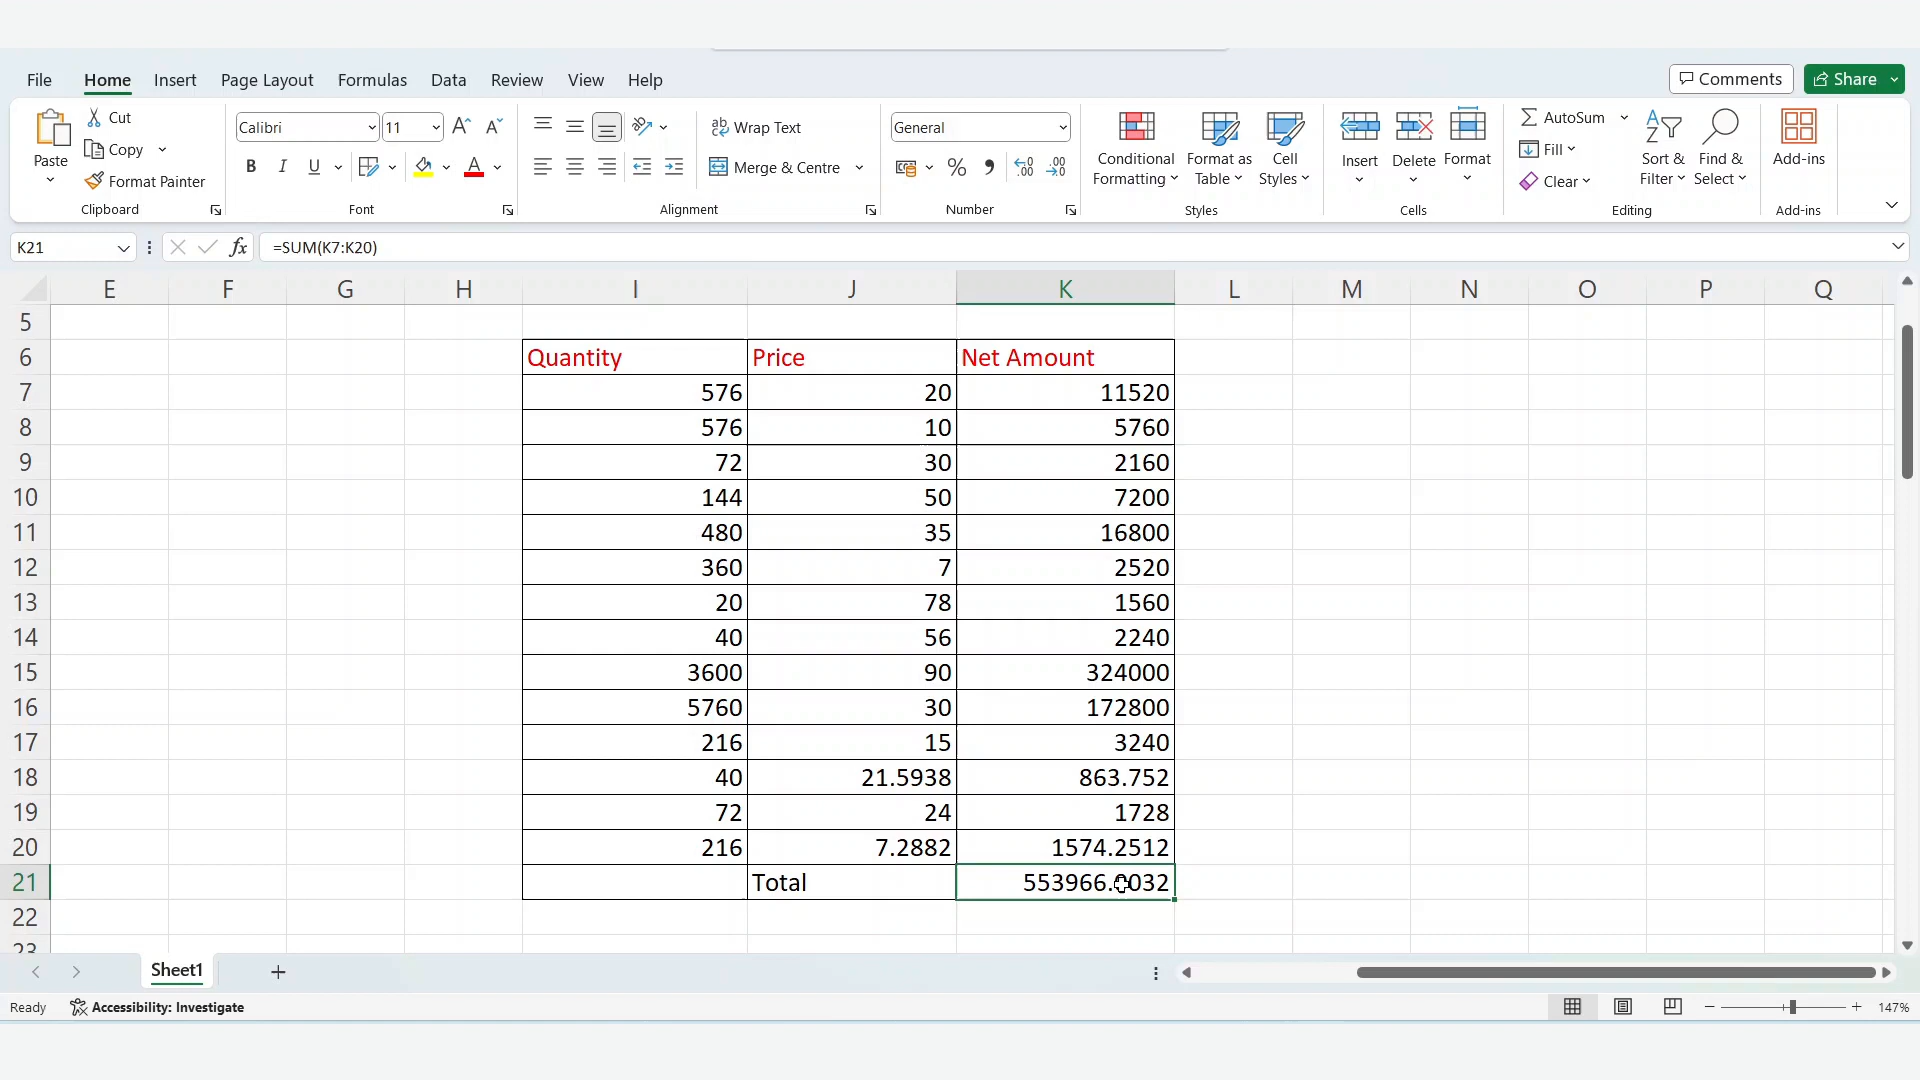 File Home Insert Page Layout Formulas Data Review View Help Comments Share
Paste Cut Copy Format Painter Clipboard
Calibri 11 B I U A A Font
ab Wrap Text Merge & Centre Alignment
General % Number
Conditional Formatting Format as Table Cell Styles Styles
Insert Delete Format Cells
AutoSum Fill Clear Sort & Filter Find & Select Editing
Add-ins Add-ins
K21 fx =SUM(K7:K20)
E F G H I J K L M N O P Q
5
6 Quantity Price Net Amount
7 576 20 11520
8 576 10 5760
9 72 30 2160
10 144 50 7200
11 480 35 16800
12 360 7 2520
13 20 78 1560
14 40 56 2240
15 3600 90 324000
16 5760 30 172800
17 216 15 3240
18 40 21.5938 863.752
19 72 24 1728
20 216 7.2882 1574.2512
21 Total
22
23
Sheet1 +
Ready Accessibility: Investigate 147%